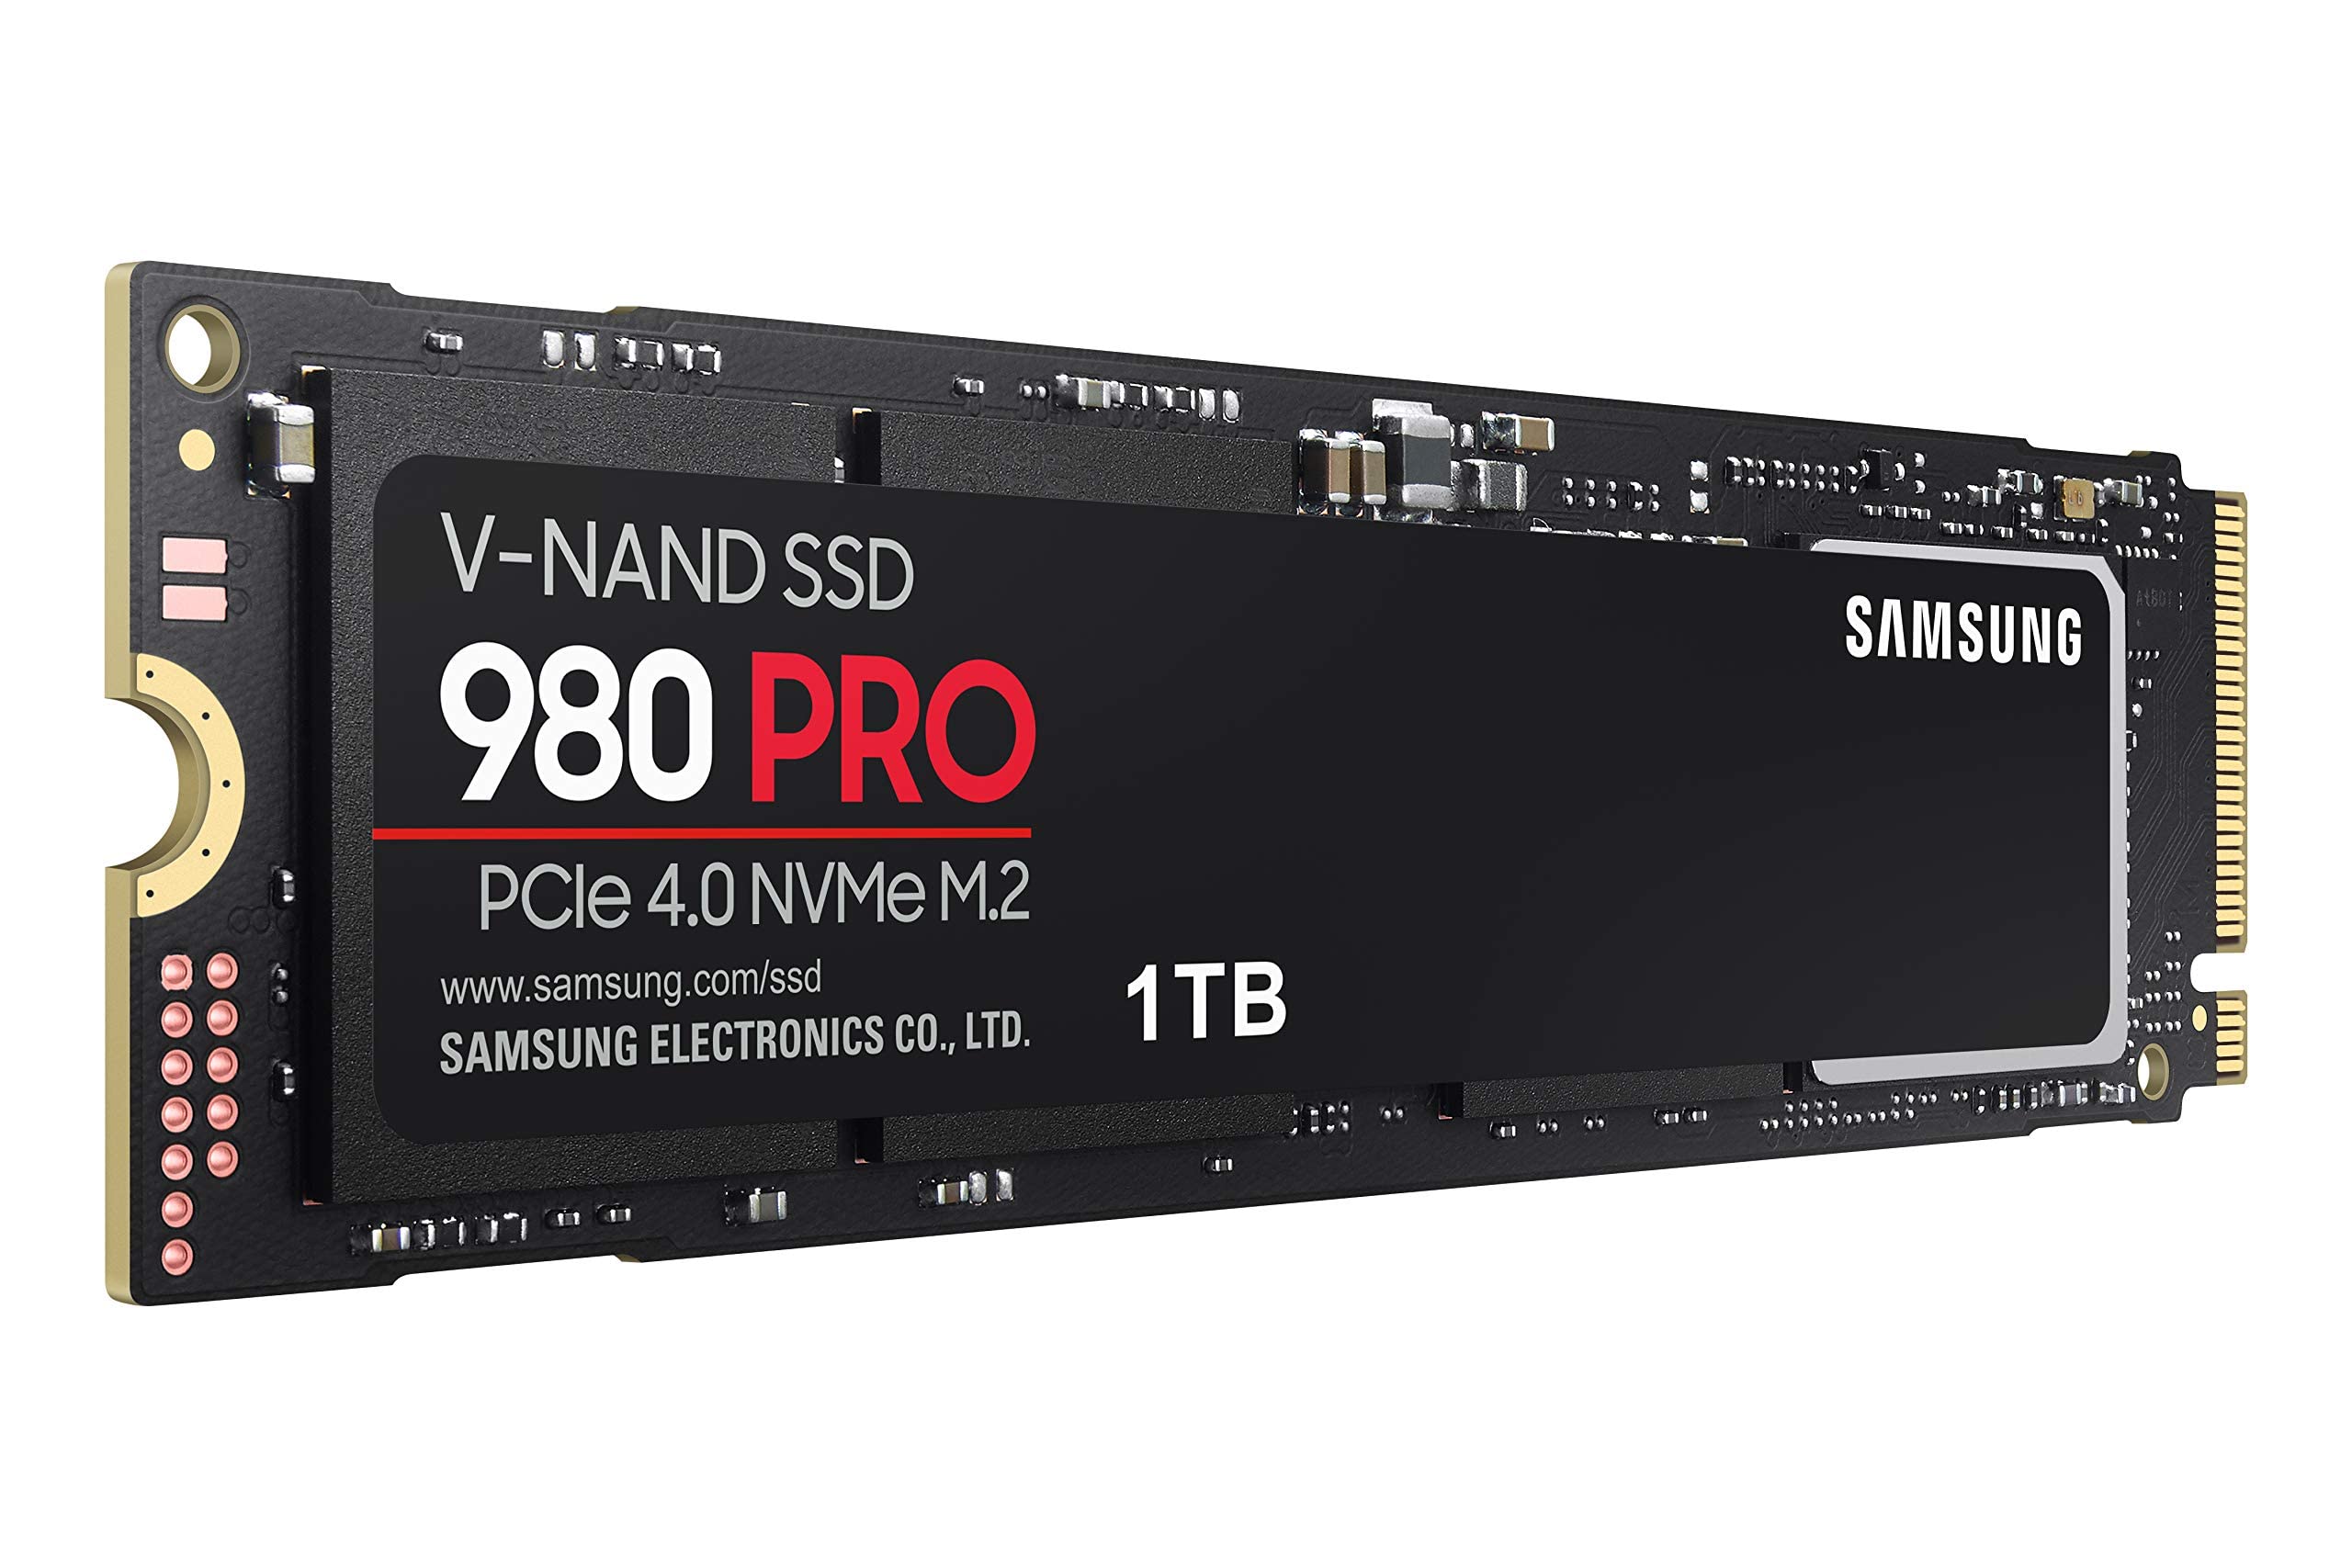 V-NAND SSD
SAMSUNG
980 PRO
PCIe 4.0 NVMe M.2
www.samsung.com/ssd
1TB
SAMSUNG ELECTRONICS CO., LTD.